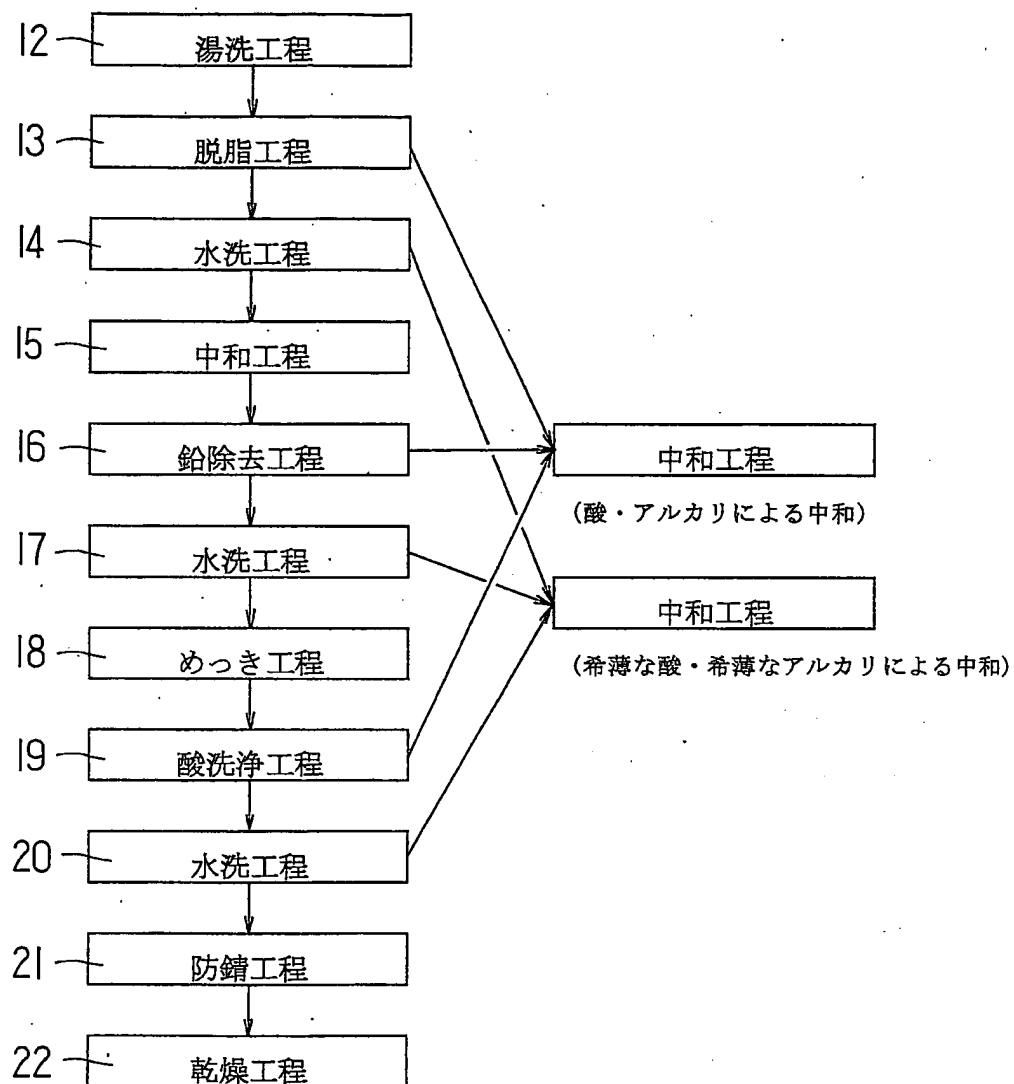 12 湯洗工程
13 脱脂工程
14 水洗工程
15 中和工程
16 鉛除去工程
中和工程
(酸・アルカリによる中和)
17 水洗工程
中和工程
(希薄な酸・希薄なアルカリによる中和)
18 めっき工程
19 酸洗浄工程
20 水洗工程
21 防錆工程
22 乾燥工程